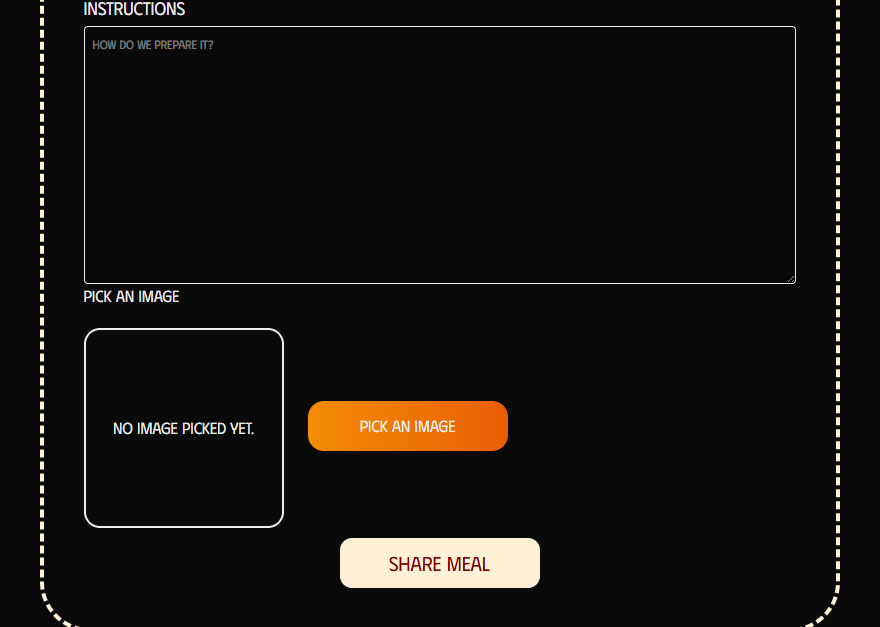 INSTRUCTIONS
HOW DO WE PREPARE IT?
PICK AN IMAGE
NO IMAGE PICKED YET.
PICK AN IMAGE
SHARE MEAL